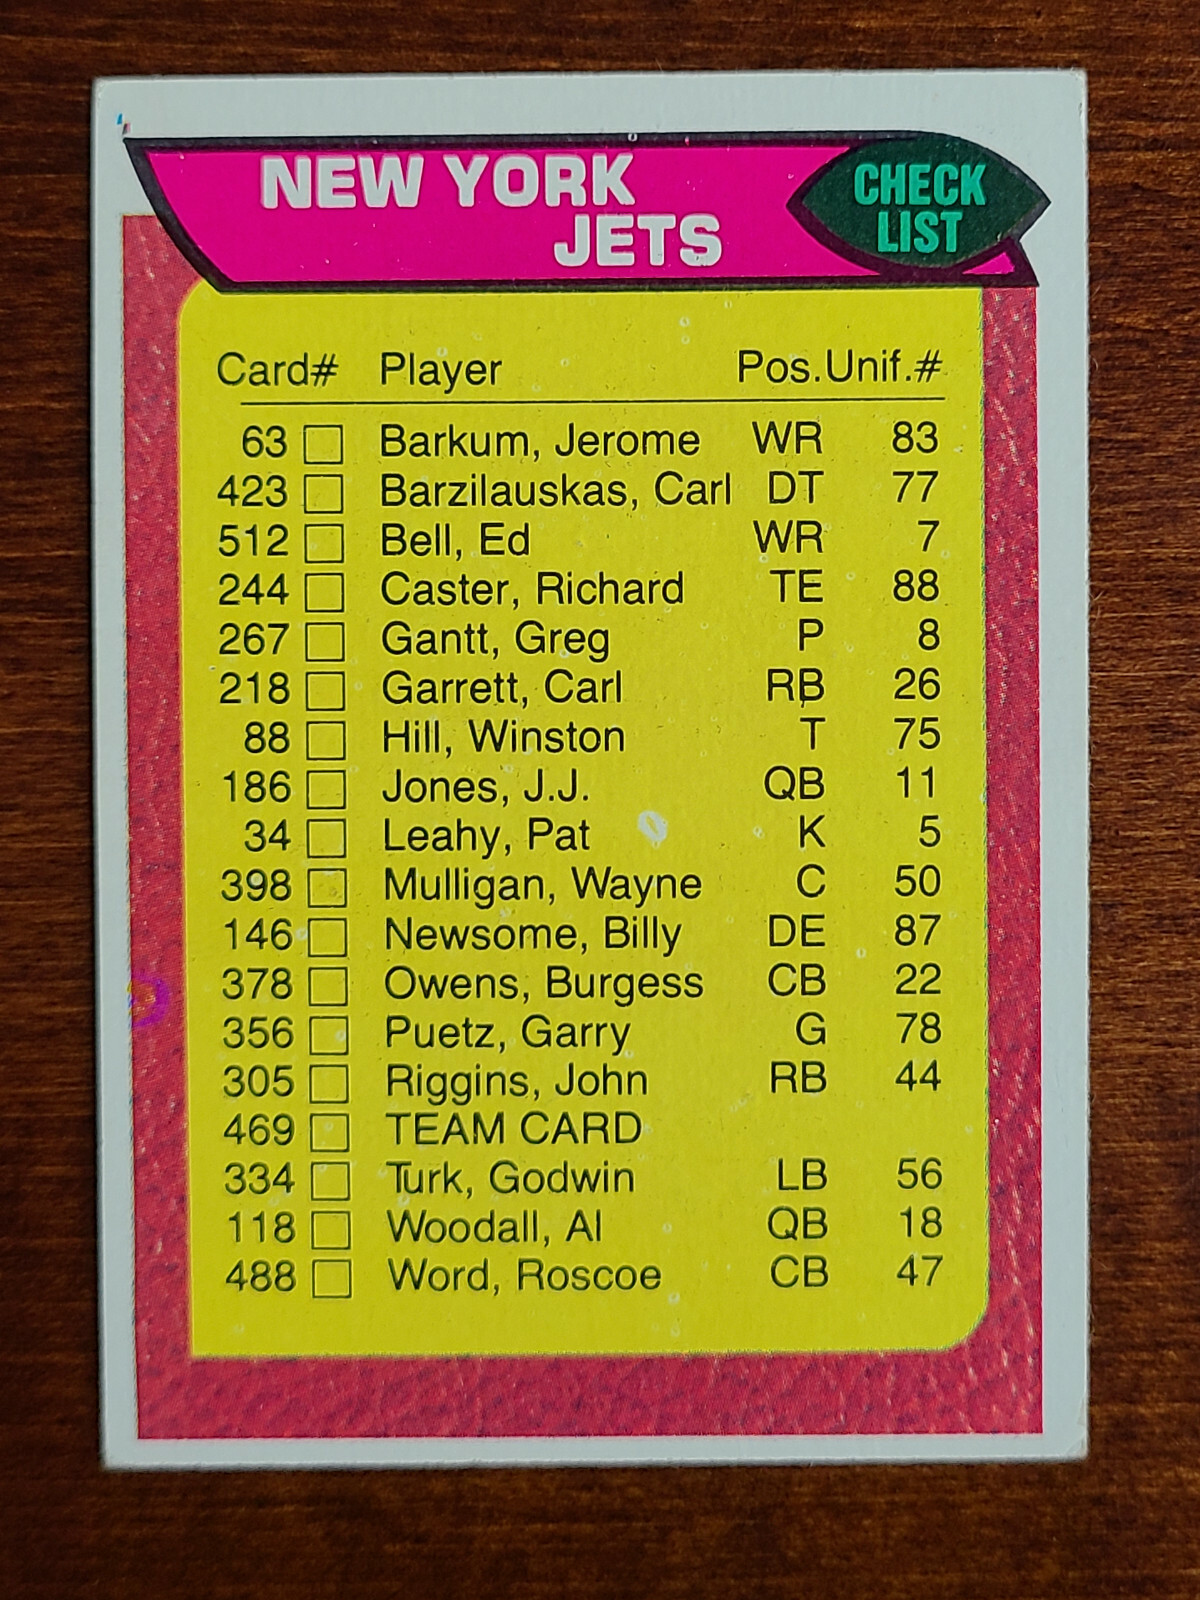 NEW YORK
JETS
CHECK
LIST
Card# Player Pos. Unif.#
63 Barkum, Jerome WR 83
423 Barzilauskas, Carl DT 77
512 Bell, Ed WR 7
244 Caster, Richard TE 88
267 Gantt, Greg P 8
218 Garrett, Carl RB 26
88 Hill, Winston T 75
186 Jones, J.J. QB 11
34 Leahy, Pat K 5
398 Mulligan, Wayne C 50
146 Newsome, Billy DE 87
378 Owens, Burgess CB 22
356 Puetz, Garry G 78
305 Riggins, John RB 44
469 TEAM CARD
334 Turk, Godwin LB 56
118 Woodall, Al QB 18
488 Word, Roscoe CB 47